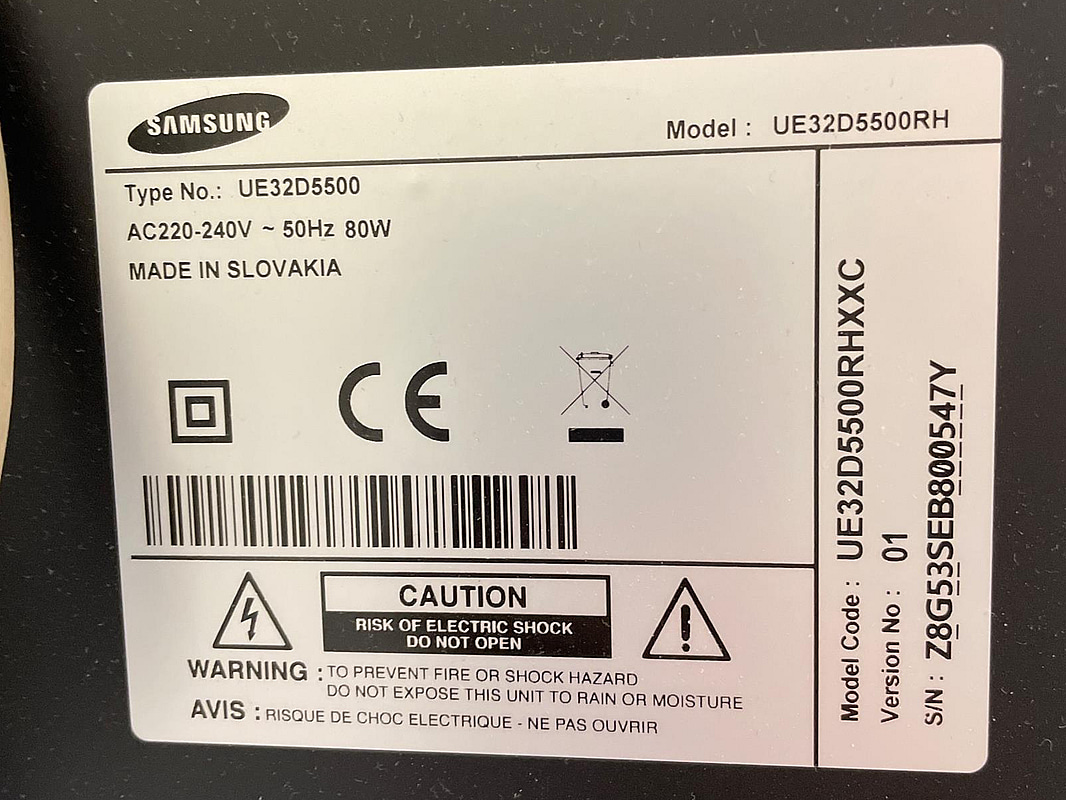 SAMSUNG
Model : UE32D5500RH
Type No.: UE32D5500
AC220-240V ~ 50Hz 80W
MADE IN SLOVAKIA
CE
CAUTION
RISK OF ELECTRIC SHOCK
DO NOT OPEN
WARNING : TO PREVENT FIRE OR SHOCK HAZARD
DO NOT EXPOSE THIS UNIT TO RAIN OR MOISTURE
AVIS : RISQUE DE CHOC ELECTRIQUE - NE PAS OUVRIR
Model Code : UE32D5500RHXXC
Version No : 01
S/N : Z8G53SEB800547Y